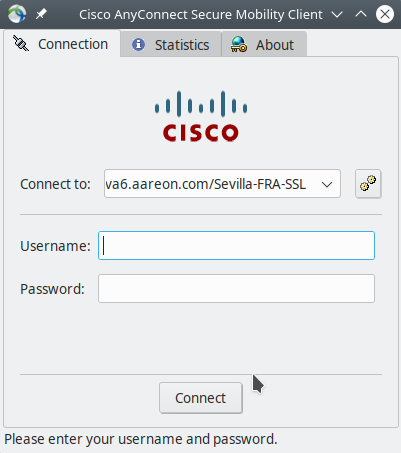 Cisco AnyConnect Secure Mobility Client
Connection Statistics About
CISCO
Connect to: va6.aareon.com/Sevilla-FRA-SSL
Username:
Password:
Connect
Please enter your username and password.